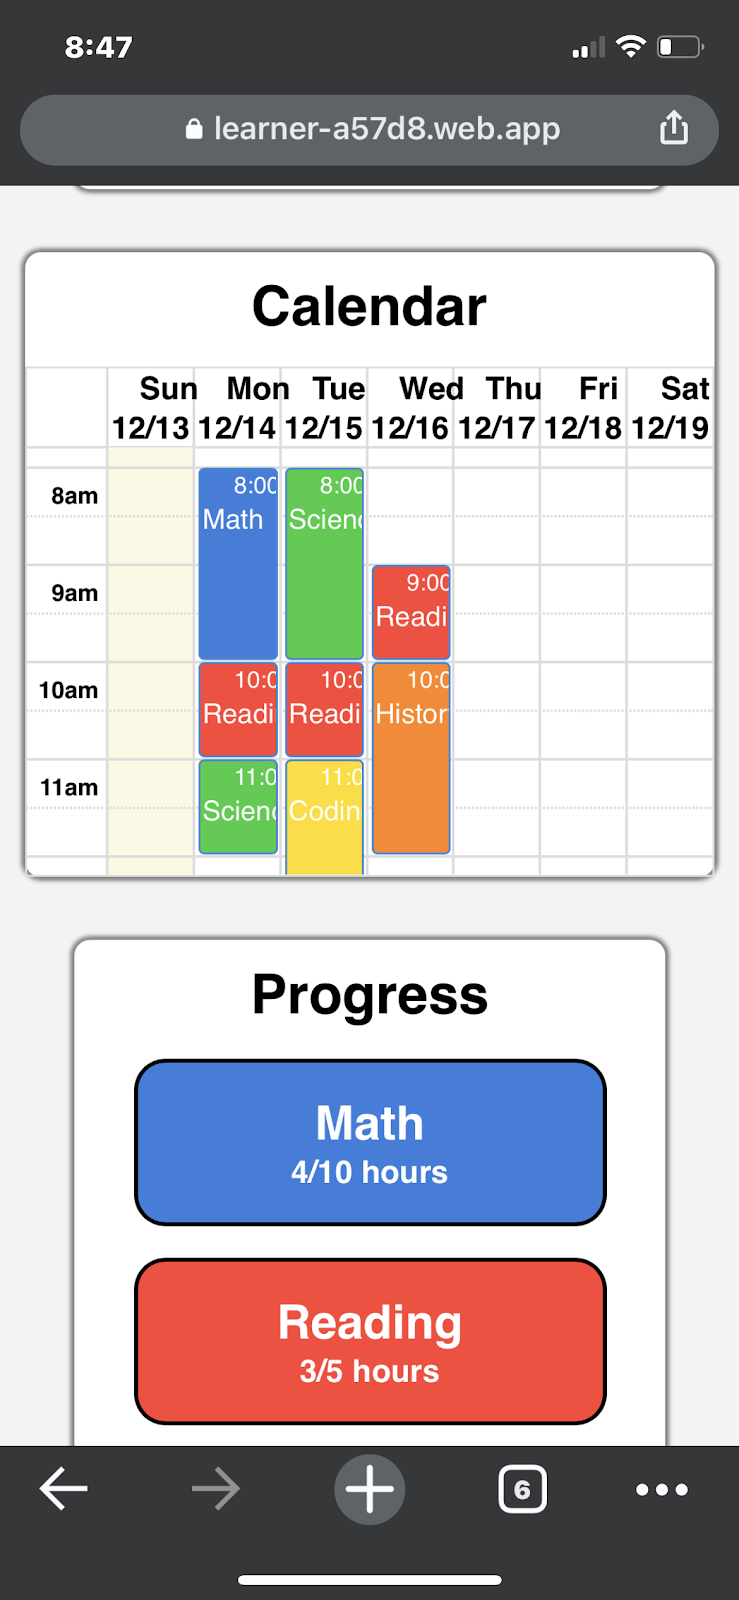 8:47
learner-a57d8.web.app
Calendar
Sun Mon Tue Wed Thu Fri Sat
12/13 12/14 12/15 12/16 12/17 12/18 12/19
8am
8:00 8:00
Math Scienc
9am
9:00
Readi
10am
10:0 10:0 10:0
Readi Readi Histor
11am
11:0 11:0
Scienc Codin
Progress
Math
4/10 hours
Reading
3/5 hours
6